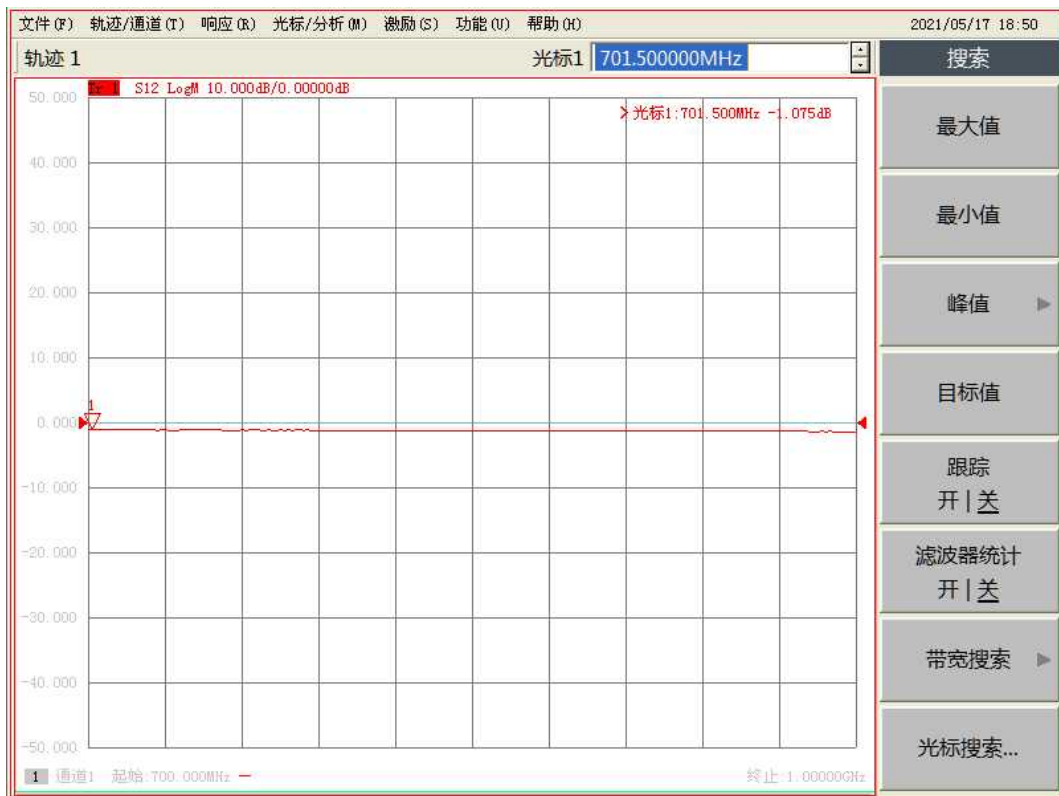 文件(F) 轨迹/通道(T) 响应(R) 光标/分析(M) 激励(S) 功能(U) 帮助(H) 2021/05/17 18:50
轨迹 1 光标1 701.500000MHz 搜索
Tr 1 S12 LogM 10.000dB/0.00000dB
50.000
>光标1:701.500MHz -1.075dB
最大值
40.000
最小值
30.000
20.000
峰值
10.000
目标值
1
0.000
跟踪
开|关
-10.000
-20.000
滤波器统计
开|关
-30.000
带宽搜索
-40.000
-50.000
光标搜索...
1 通道1 起始:700.000MHz 终止:1.00000GHz